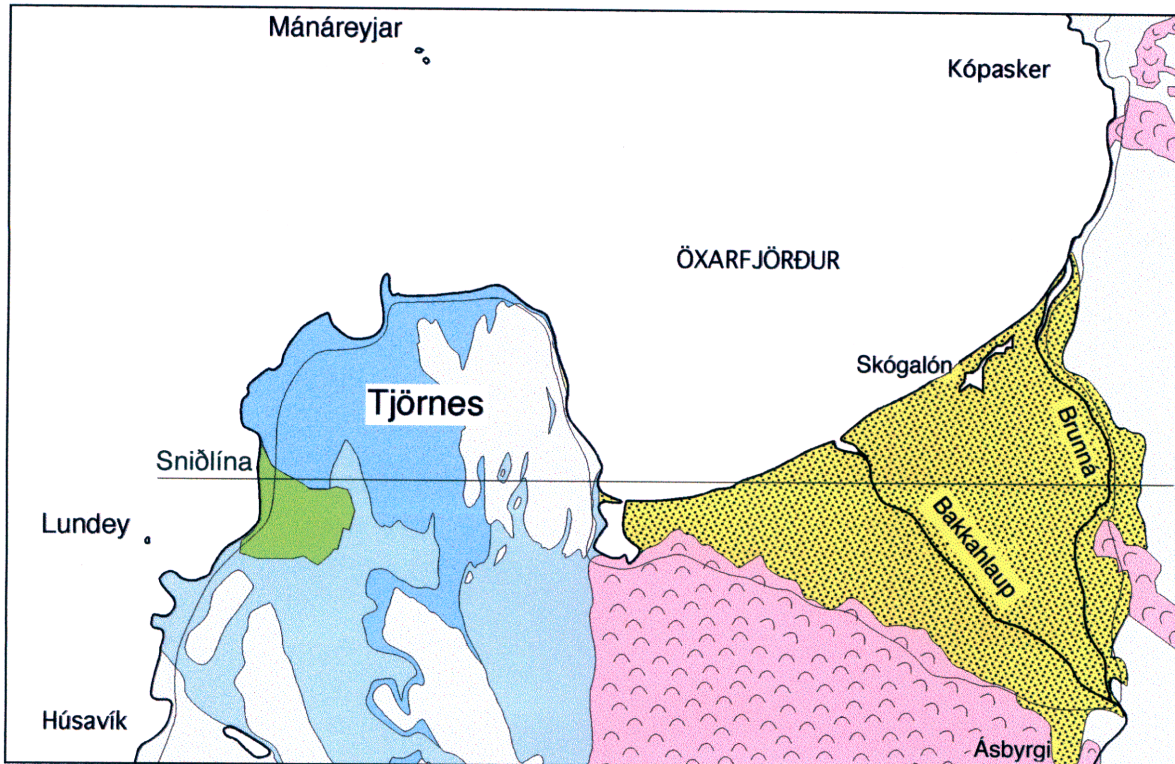 Mánáreyjar
Kópasker
ÖXARFJÖRÐUR
Skógalón
Tjörnes
Brunná
Sniðlína
Lundey
Bakkahlaup
Húsavík
Ásbyrgi